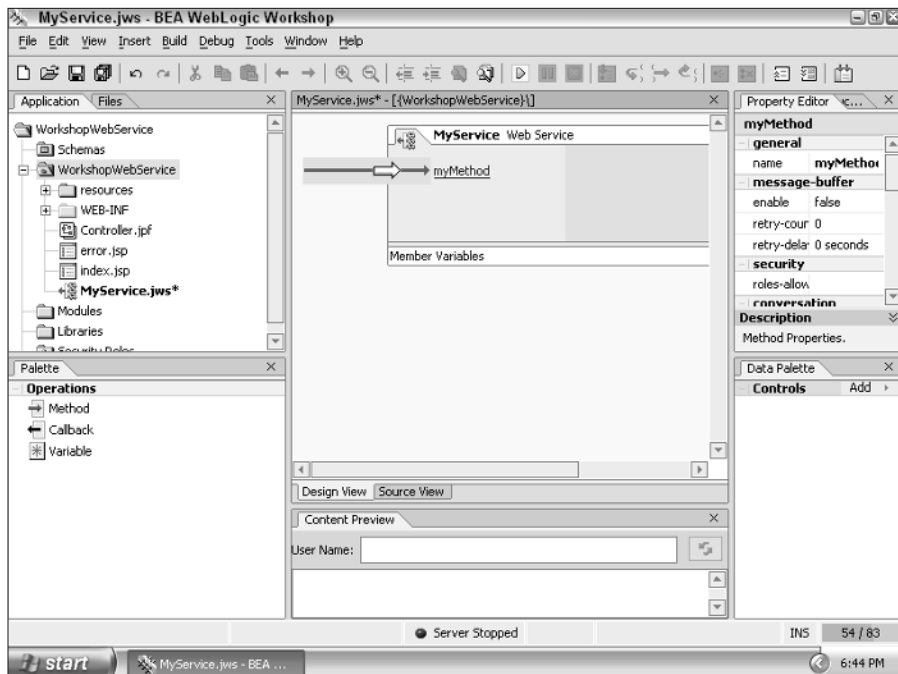 MyService.jws - BEA WebLogic Workshop
File Edit View Insert Build Debug Tools Window Help
Application Files
WorkshopWebService
Schemas
WorkshopWebService
resources
WEB-INF
Controller.jpf
error.jsp
index.jsp
MyService.jws*
Modules
Libraries
Security Roles
Palette
Operations
Method
Callback
Variable
MyService.jws* - [{WorkshopWebService}\]
MyService Web Service
myMethod
Member Variables
Design View Source View
Content Preview
User Name:
Property Editor
myMethod
general
name myMethod
message-buffer
enable false
retry-cour 0
retry-delay 0 seconds
security
roles-allow
conversation
Description
Method Properties.
Data Palette
Controls Add
Server Stopped
INS 54 / 83
start MyService.jws - BEA ... 6:44 PM